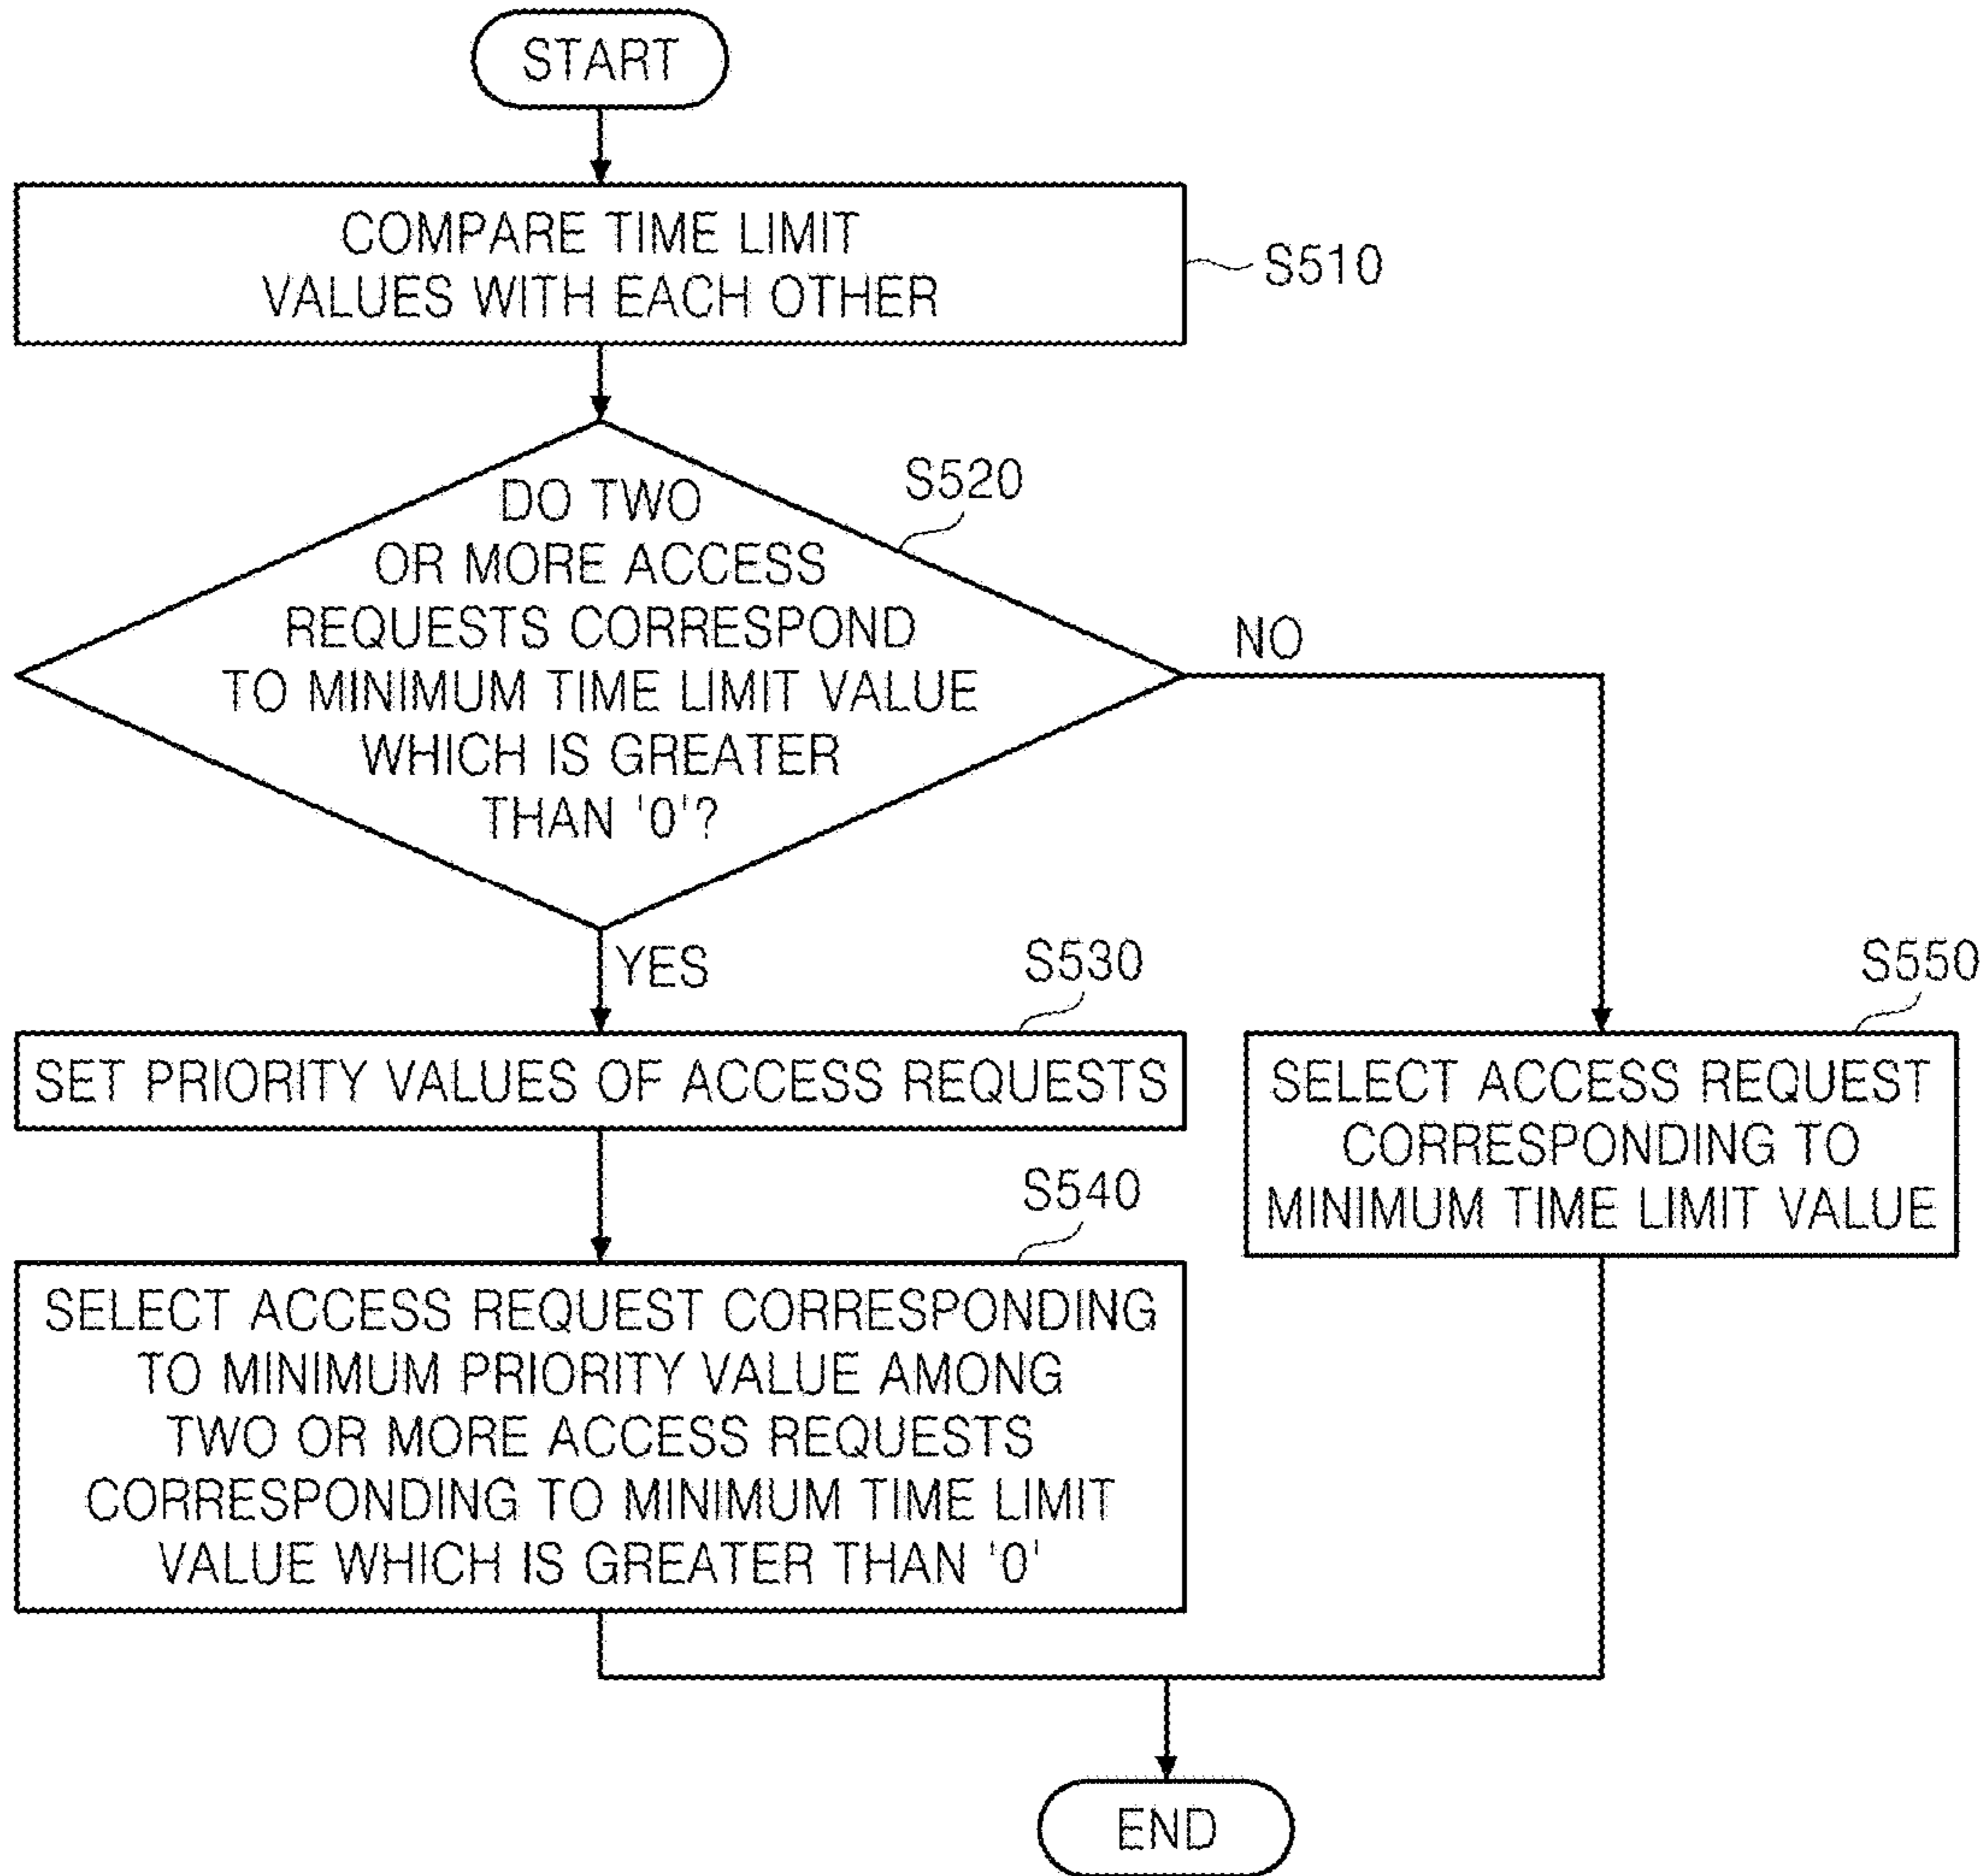 START
COMPARE TIME LIMIT
VALUES WITH EACH OTHER
S510
DO TWO
OR MORE ACCESS
REQUESTS CORRESPOND
TO MINIMUM TIME LIMIT VALUE
WHICH IS GREATER
THAN '0'?
S520
NO
YES
S530
SET PRIORITY VALUES OF ACCESS REQUESTS
S550
SELECT ACCESS REQUEST
CORRESPONDING TO
MINIMUM TIME LIMIT VALUE
S540
SELECT ACCESS REQUEST CORRESPONDING
TO MINIMUM PRIORITY VALUE AMONG
TWO OR MORE ACCESS REQUESTS
CORRESPONDING TO MINIMUM TIME LIMIT
VALUE WHICH IS GREATER THAN '0'
END